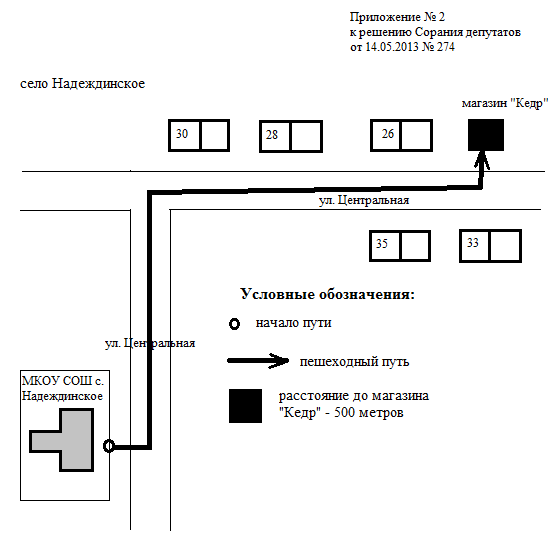 Приложение № 2
к решению Сорания депутатов
от 14.05.2013 № 274
село Надеждинское
магазин "Кедр"
30
28
26
ул. Центральная
35
33
Условные обозначения:
начало пути
ул. Центральная
пешеходный путь
МКОУ СОШ с.
Надеждинское
расстояние до магазина
"Кедр" - 500 метров